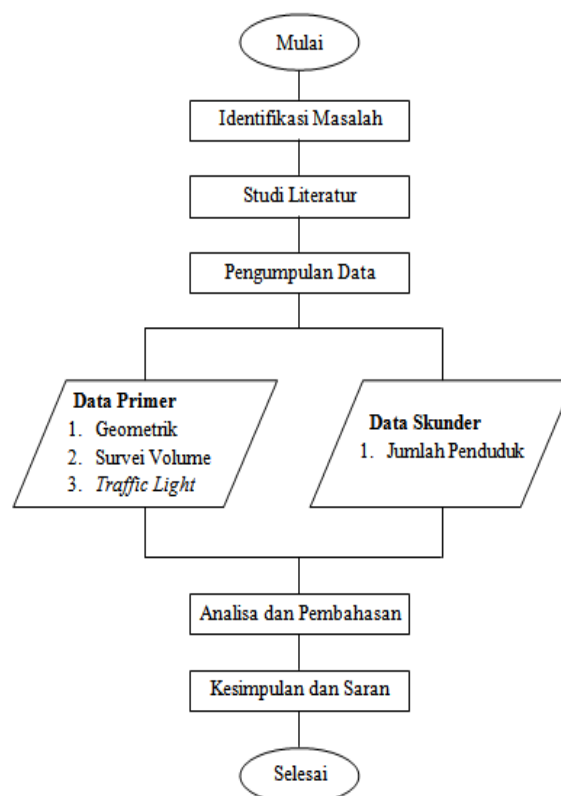 Mulai
Identifikasi Masalah
Studi Literatur
Pengumpulan Data
Data Primer
1. Geometrik
2. Survei Volume
3. Traffic Light
Data Skunder
1. Jumlah Penduduk
Analisa dan Pembahasan
Kesimpulan dan Saran
Selesai